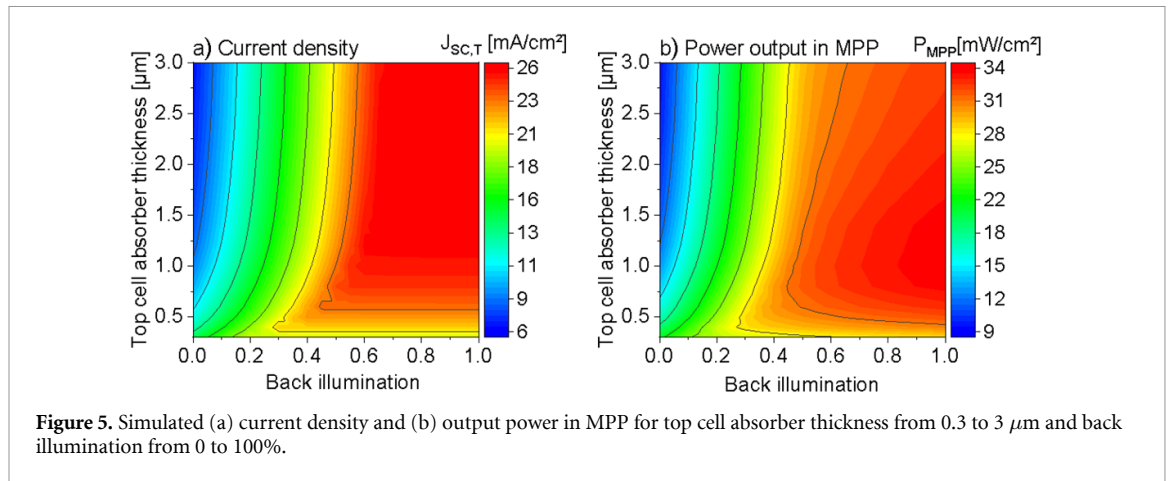 a) Current density
J_SC,T [mA/cm²]
3.0
2.5
2.0
1.5
1.0
0.5
Top cell absorber thickness [µm]
0.0 0.2 0.4 0.6 0.8 1.0
Back illumination
26
23
21
18
16
13
11
9
6
b) Power output in MPP
P_MPP[mW/cm²]
3.0
2.5
2.0
1.5
1.0
0.5
Top cell absorber thickness [µm]
0.0 0.2 0.4 0.6 0.8 1.0
Back illumination
34
31
28
25
22
18
15
12
9
Figure 5. Simulated (a) current density and (b) output power in MPP for top cell absorber thickness from 0.3 to 3 µm and back
illumination from 0 to 100%.